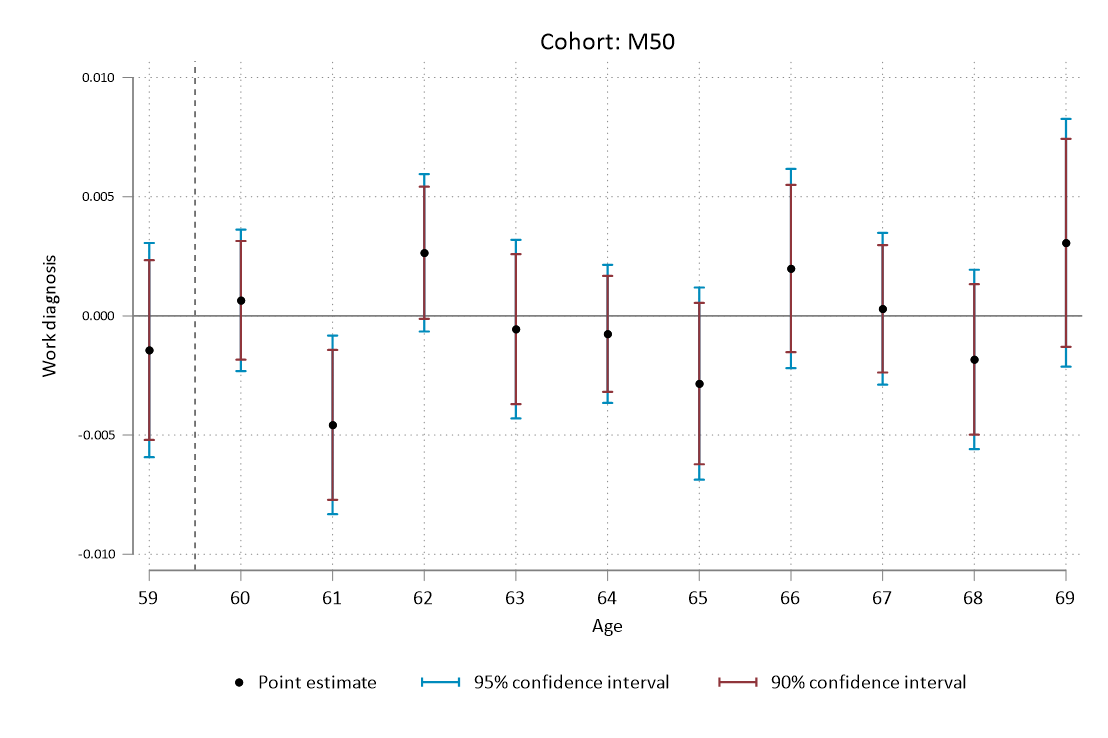 Cohort: M50
0.010
0.005
0.000
-0.005
-0.010
Work diagnosis
59 60 61 62 63 64 65 66 67 68 69
Age
Point estimate 95% confidence interval 90% confidence interval